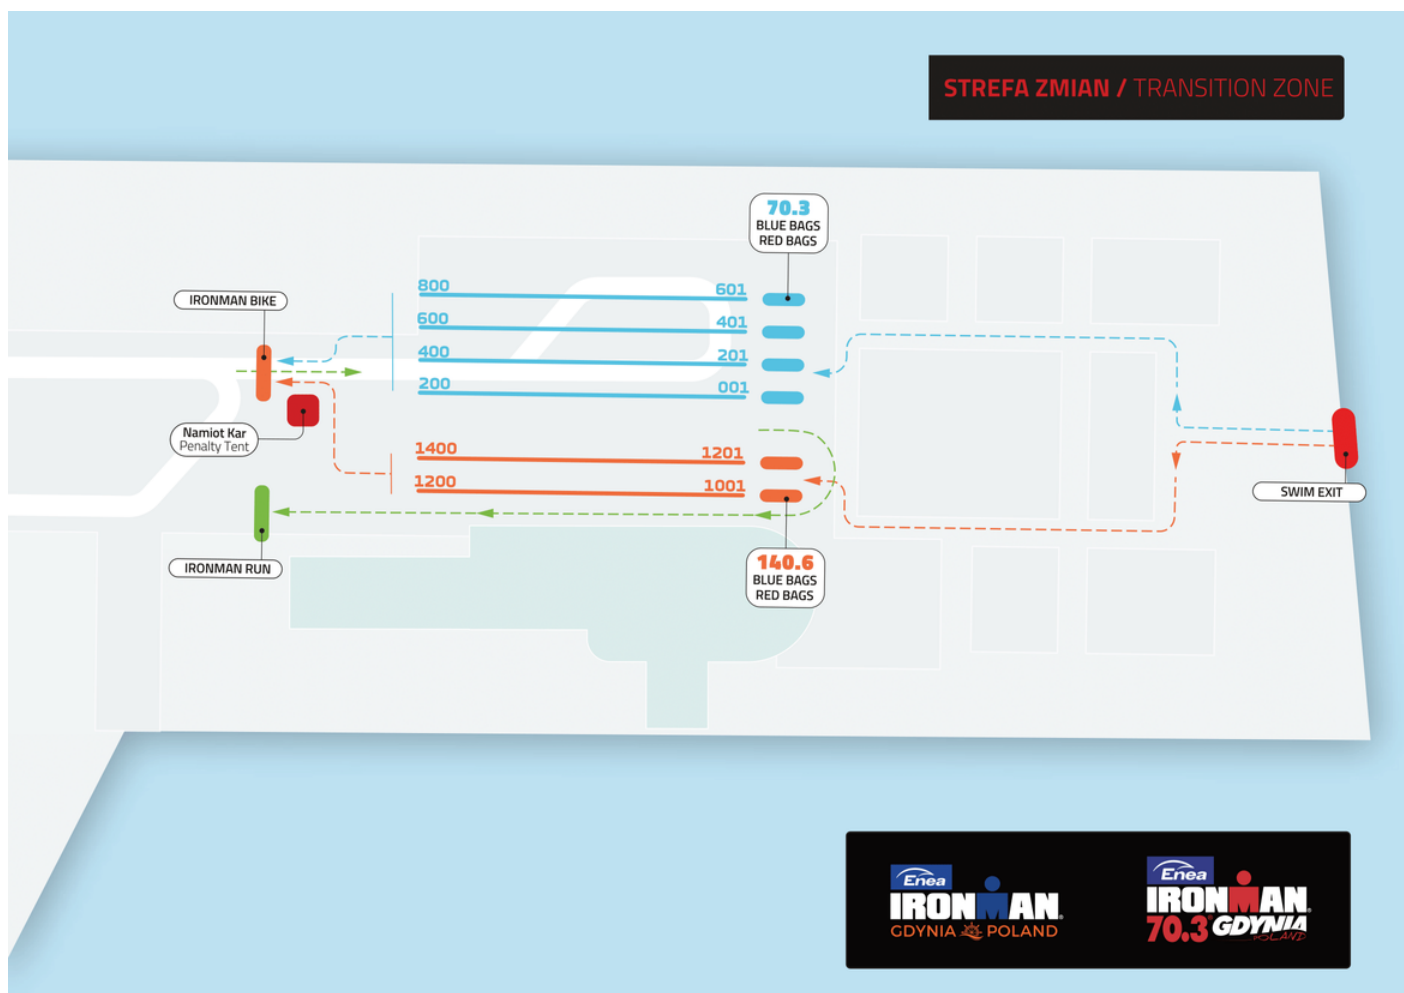 STREFA ZMIAN / TRANSITION ZONE
70.3
BLUE BAGS
RED BAGS
IRONMAN BIKE
800 601
600 401
400 201
200 001
Namiot Kar
Penalty Tent
1400 1201
1200 1001
SWIM EXIT
IRONMAN RUN
140.6
BLUE BAGS
RED BAGS
Enea
IRONMAN®
GDYNIA POLAND
Enea
IRONMAN®
70.3® GDYNIA
POLAND